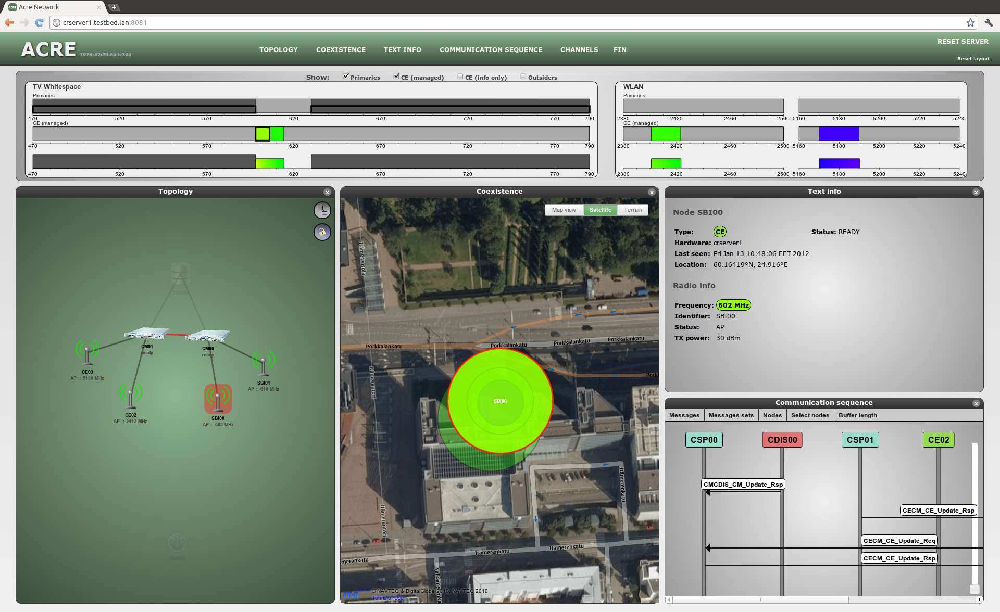 Acre Network
crserver1.testbed.lan:8081
ACRE 1976:62d5b8b4c390
TOPOLOGY COEXISTENCE TEXT INFO COMMUNICATION SEQUENCE CHANNELS FIN
RESET SERVER
Reset layout
Show: Primaries CE (managed) CE (info only) Outsiders
TV Whitespace
Primaries
470 520 570 620 670 720 770 790
CE (managed)
470 520 570 620 670 720 770 790
470 520 570 620 670 720 770 790
WLAN
Primaries
2380 2420 2460 2500 5160 5180 5200 5220 5240
CE (managed)
2380 2420 2460 2500 5160 5180 5200 5220 5240
2380 2420 2460 2500 5160 5180 5200 5220 5240
Topology
CDIS00
CM01
ready
CM00
ready
CE03
AP :: 5180 MHz
SBI01
AP :: 610 MHz
CE02
AP :: 2412 MHz
SBI00
AP :: 602 MHz
Coexistence
Map view Satellite Terrain
Itämerensola
Porkkalankatu Porkkalankatu Porkkalankatu Porkkalankatu
Itämerentori
Pork
SBI00
Itämerenkatu
Itämerentori
Itämerenkatu Itämerenkatu
merenkatu
Selkämerenka
OVI
© NAVTEQ & DigitalGlobe 2010, NAVTEQ 2010
Terms of Use
Text info
Node SBI00
Type: CE Status: READY
Hardware: crserver1
Last seen: Fri Jan 13 10:48:06 EET 2012
Location: 60.16419°N, 24.916°E
Radio info
Frequency: 602 MHz
Identifier: SBI00
Status: AP
TX power: 30 dBm
Communication sequence
Messages Messages sets Nodes Select nodes Buffer length
CSP00 CDIS00 CSP01 CE02
CMCDIS_CM_Update_Rsp
CECM_CE_Update_Rsp
CECM_CE_Update_Req
CECM_CE_Update_Rsp